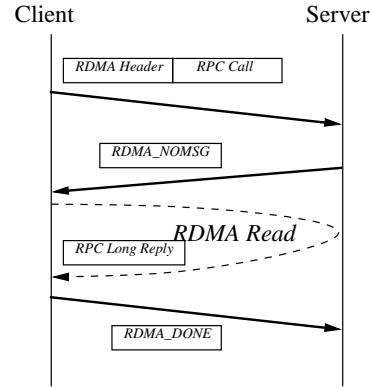 Client Server
RDMA Header RPC Call
RDMA_NOMSG
RDMA Read
RPC Long Reply
RDMA_DONE